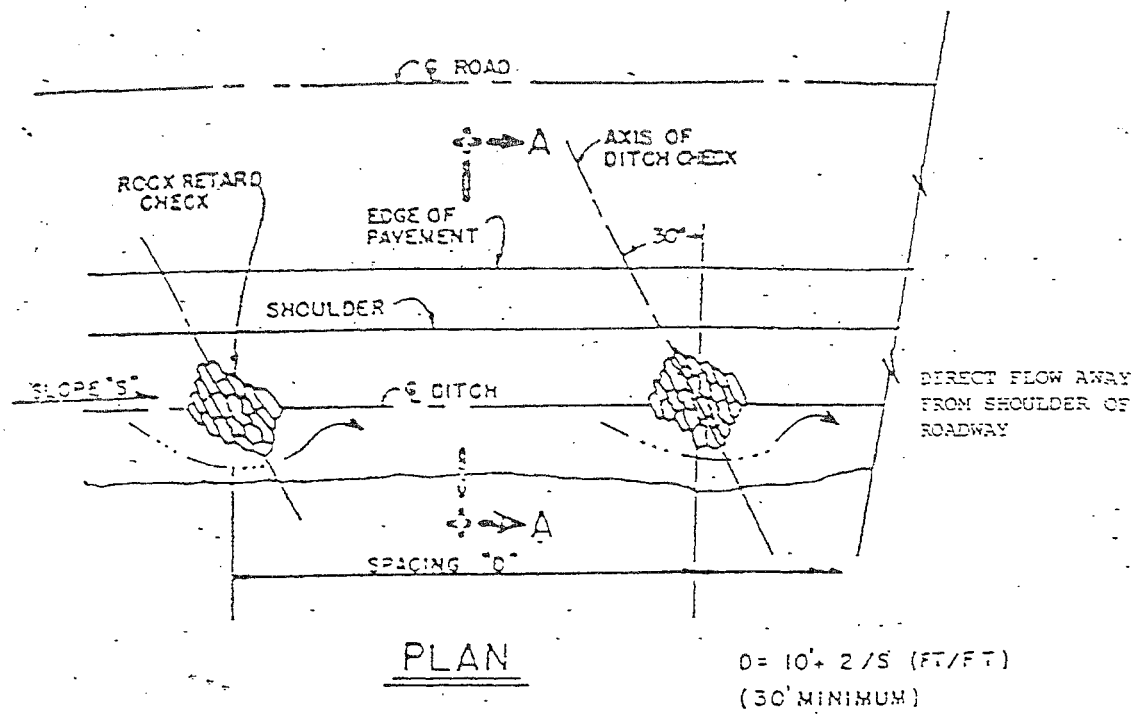 ℄ ROAD
A
AXIS OF
DITCH CHECK
ROCK RETARD
CHECK
EDGE OF
PAVEMENT
30°
SHOULDER
SLOPE "S"
℄ DITCH
DIRECT FLOW AWAY
FROM SHOULDER OF
ROADWAY
A
SPACING "D"
PLAN
D= 10'+ 2/S (FT/FT)
(30' MINIMUM)